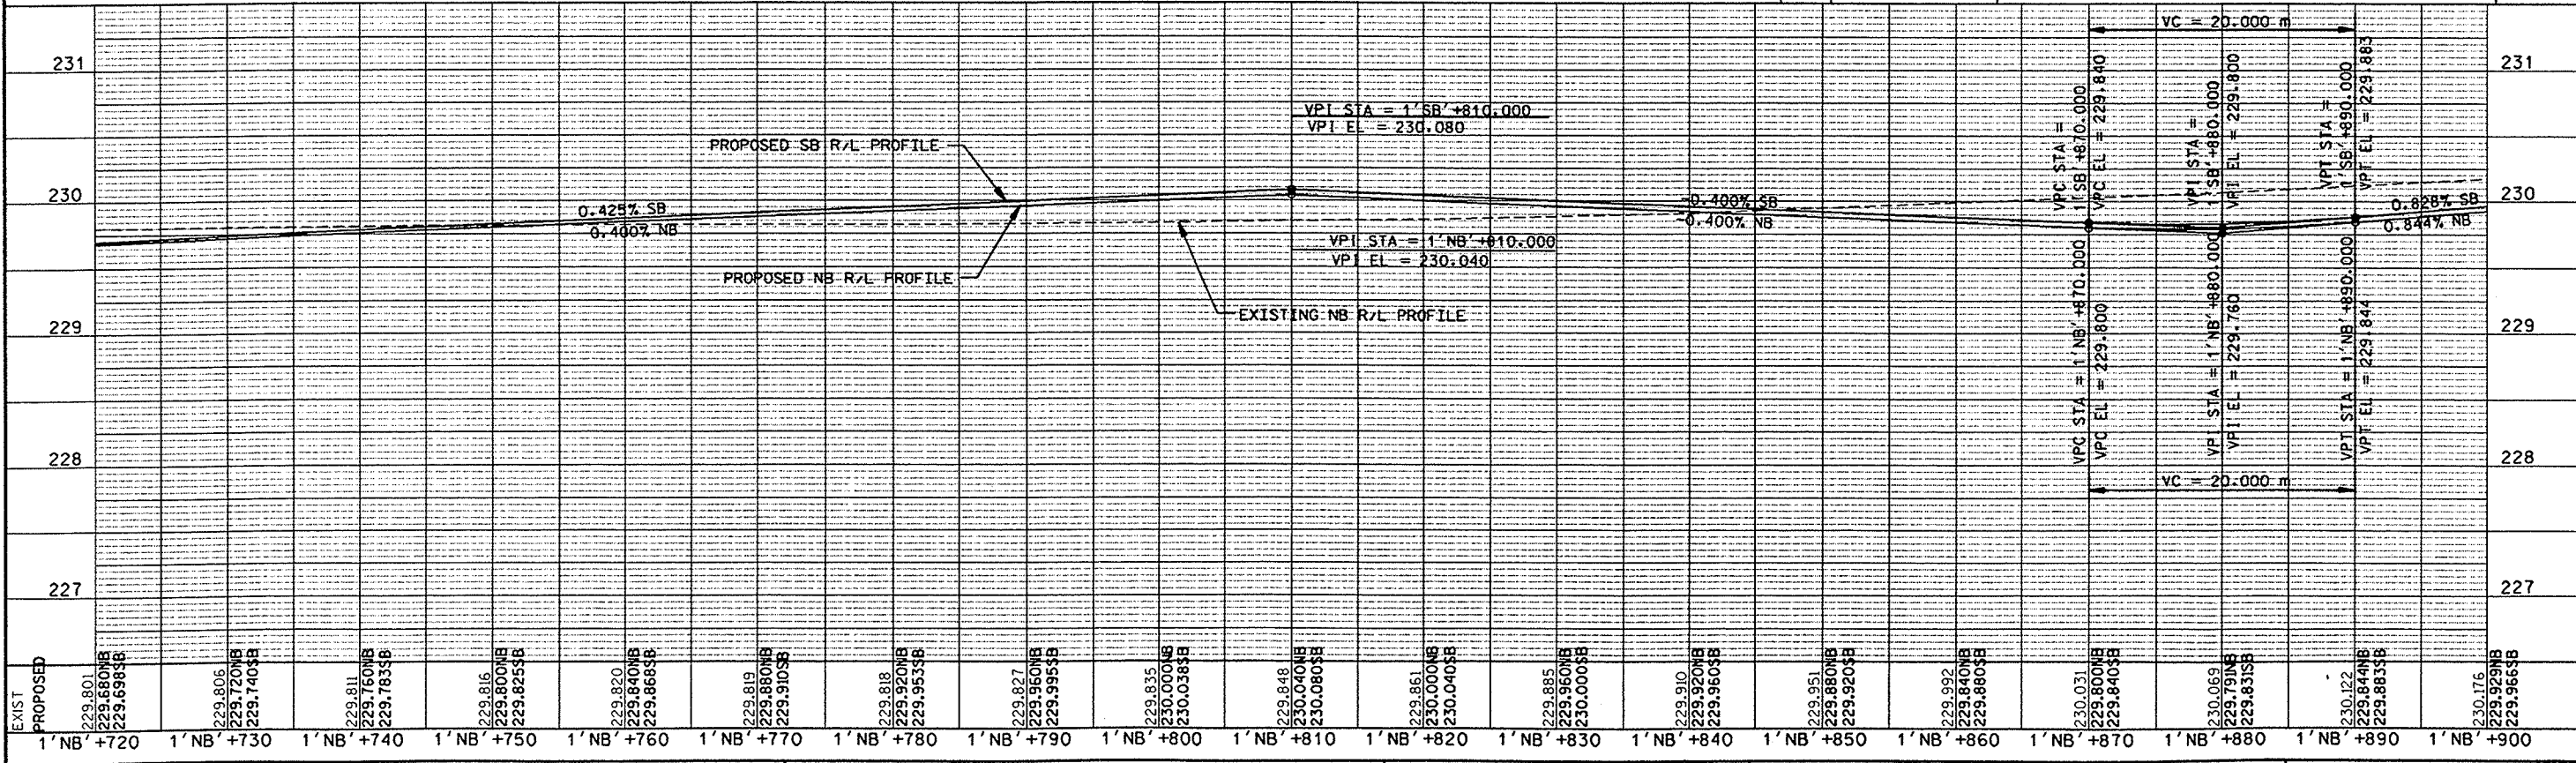 VC = 20.000 m
231
231
VPC STA =
1'SB'+870.000
VPC EL = 229.840
VPI STA =
1'SB'+880.000
VPI EL = 229.800
VPT STA =
1'SB'+890.000
VPT EL = 229.883
VPI STA = 1'SB'+810.000
VPI EL = 230.080
PROPOSED SB R/L PROFILE
230
230
0.425% SB
0.400% NB
-0.400% SB
-0.400% NB
0.828% SB
0.844% NB
VPI STA = 1'NB'+810.000
VPI EL = 230.040
PROPOSED NB R/L PROFILE
EXISTING NB R/L PROFILE
229
229
VPC STA = 1'NB'+870.000
VPC EL = 229.800
VPI STA = 1'NB'+880.000
VPI EL = 229.760
VPT STA = 1'NB'+890.000
VPT EL = 229.844
228
228
VC = 20.000 m
227
227
EXIST
PROPOSED
229.801
229.680NB
229.698SB
229.806
229.720NB
229.740SB
229.811
229.760NB
229.783SB
229.816
229.800NB
229.825SB
229.820
229.840NB
229.868SB
229.819
229.880NB
229.910SB
229.818
229.920NB
229.953SB
229.827
229.960NB
229.995SB
229.835
230.000NB
230.038SB
229.848
230.040NB
230.080SB
229.861
230.000NB
230.040SB
229.885
229.960NB
230.000SB
229.910
229.920NB
229.960SB
229.951
229.880NB
229.920SB
229.992
229.840NB
229.880SB
230.031
229.800NB
229.840SB
230.069
229.791NB
229.831SB
230.122
229.844NB
229.883SB
230.176
229.929NB
229.966SB
1'NB'+720 1'NB'+730 1'NB'+740 1'NB'+750 1'NB'+760 1'NB'+770 1'NB'+780 1'NB'+790 1'NB'+800 1'NB'+810 1'NB'+820 1'NB'+830 1'NB'+840 1'NB'+850 1'NB'+860 1'NB'+870 1'NB'+880 1'NB'+890 1'NB'+900